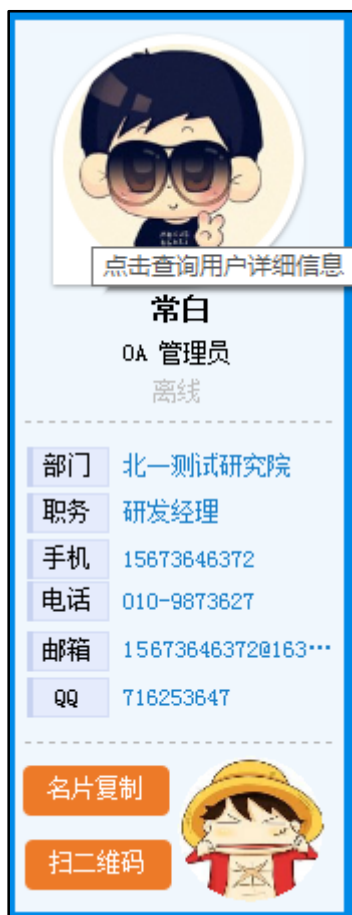 点击查询用户详细信息
常白
OA 管理员
离线
部门 北一测试研究院
职务 研发经理
手机 15673646372
电话 010-9873627
邮箱 15673646372@163…
QQ 716253647
名片复制
扫二维码